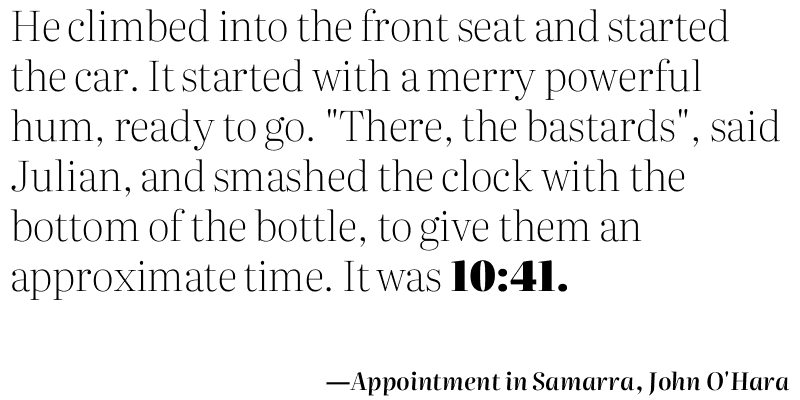 He climbed into the front seat and started
the car. It started with a merry powerful
hum, ready to go. "There, the bastards", said
Julian, and smashed the clock with the
bottom of the bottle, to give them an
approximate time. It was 10:41.
—Appointment in Samarra, John O'Hara